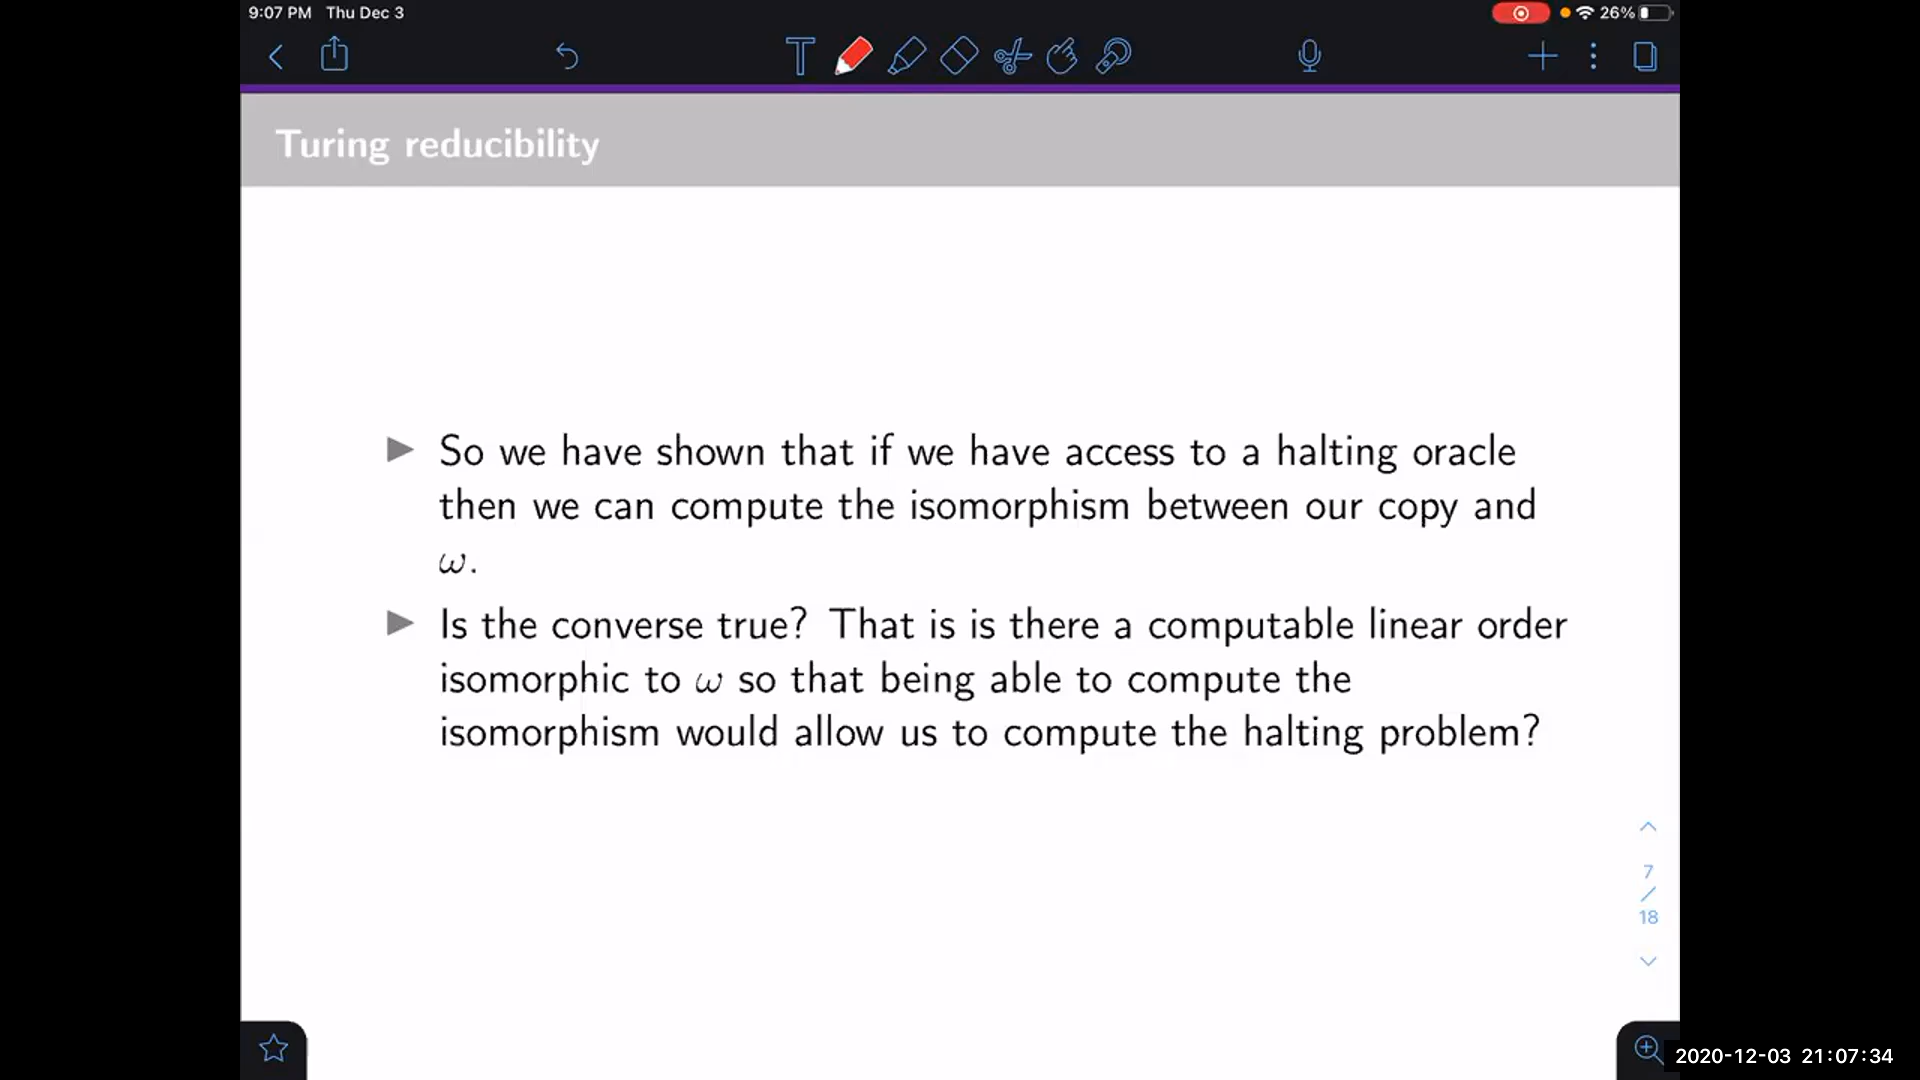 9:07 PM Thu Dec 3
26%
Turing reducibility
So we have shown that if we have access to a halting oracle
then we can compute the isomorphism between our copy and
ω.
Is the converse true? That is is there a computable linear order
isomorphic to ω so that being able to compute the
isomorphism would allow us to compute the halting problem?
7
/
18
2020-12-03 21:07:34